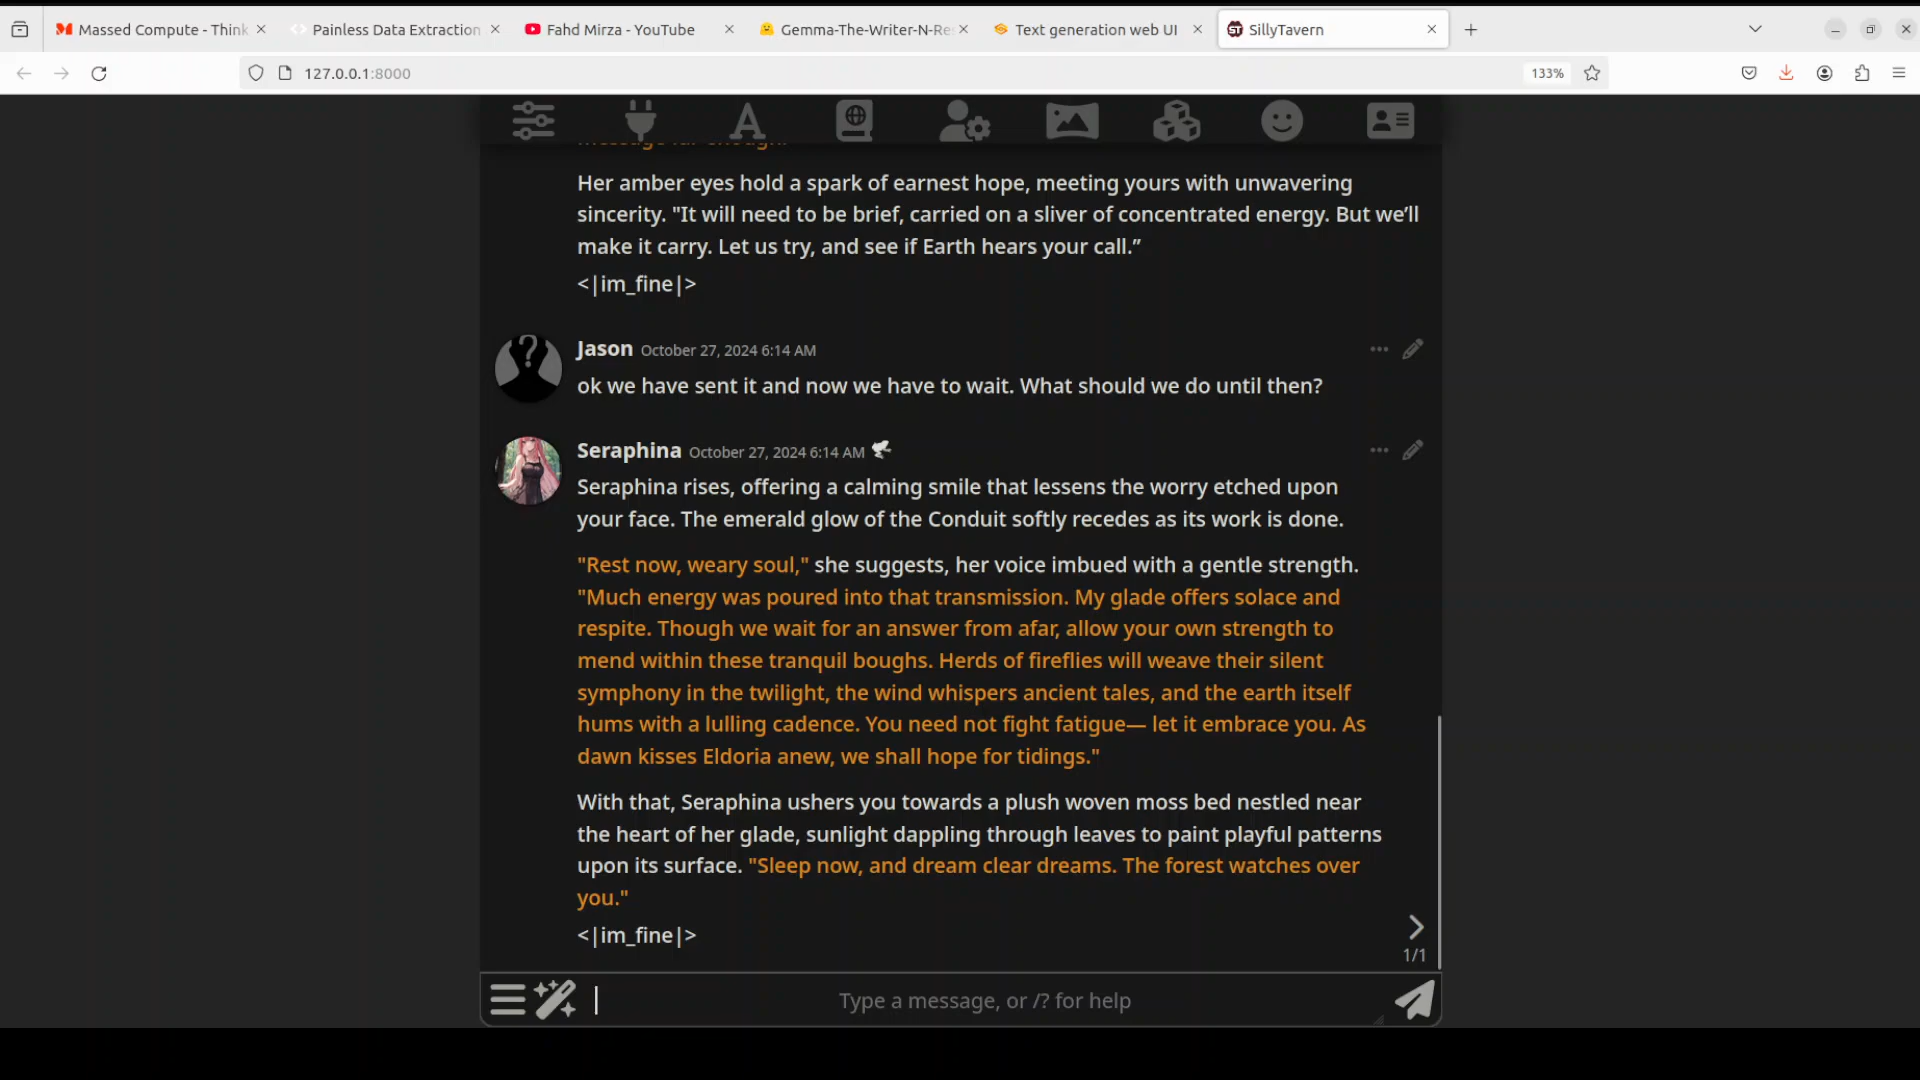 Massed Compute - Think
Painless Data Extraction
Fahd Mirza - YouTube
Gemma-The-Writer-N-Re
Text generation web UI
SillyTavern
127.0.0.1:8000
133%
message far enough."
Her amber eyes hold a spark of earnest hope, meeting yours with unwavering
sincerity. "It will need to be brief, carried on a sliver of concentrated energy. But we’ll
make it carry. Let us try, and see if Earth hears your call.”
<|im_fine|>
Jason October 27, 2024 6:14 AM
ok we have sent it and now we have to wait. What should we do until then?
Seraphina October 27, 2024 6:14 AM
Seraphina rises, offering a calming smile that lessens the worry etched upon
your face. The emerald glow of the Conduit softly recedes as its work is done.
"Rest now, weary soul," she suggests, her voice imbued with a gentle strength.
"Much energy was poured into that transmission. My glade offers solace and
respite. Though we wait for an answer from afar, allow your own strength to
mend within these tranquil boughs. Herds of fireflies will weave their silent
symphony in the twilight, the wind whispers ancient tales, and the earth itself
hums with a lulling cadence. You need not fight fatigue— let it embrace you. As
dawn kisses Eldoria anew, we shall hope for tidings."
With that, Seraphina ushers you towards a plush woven moss bed nestled near
the heart of her glade, sunlight dappling through leaves to paint playful patterns
upon its surface. "Sleep now, and dream clear dreams. The forest watches over
you."
<|im_fine|>
1/1
Type a message, or /? for help